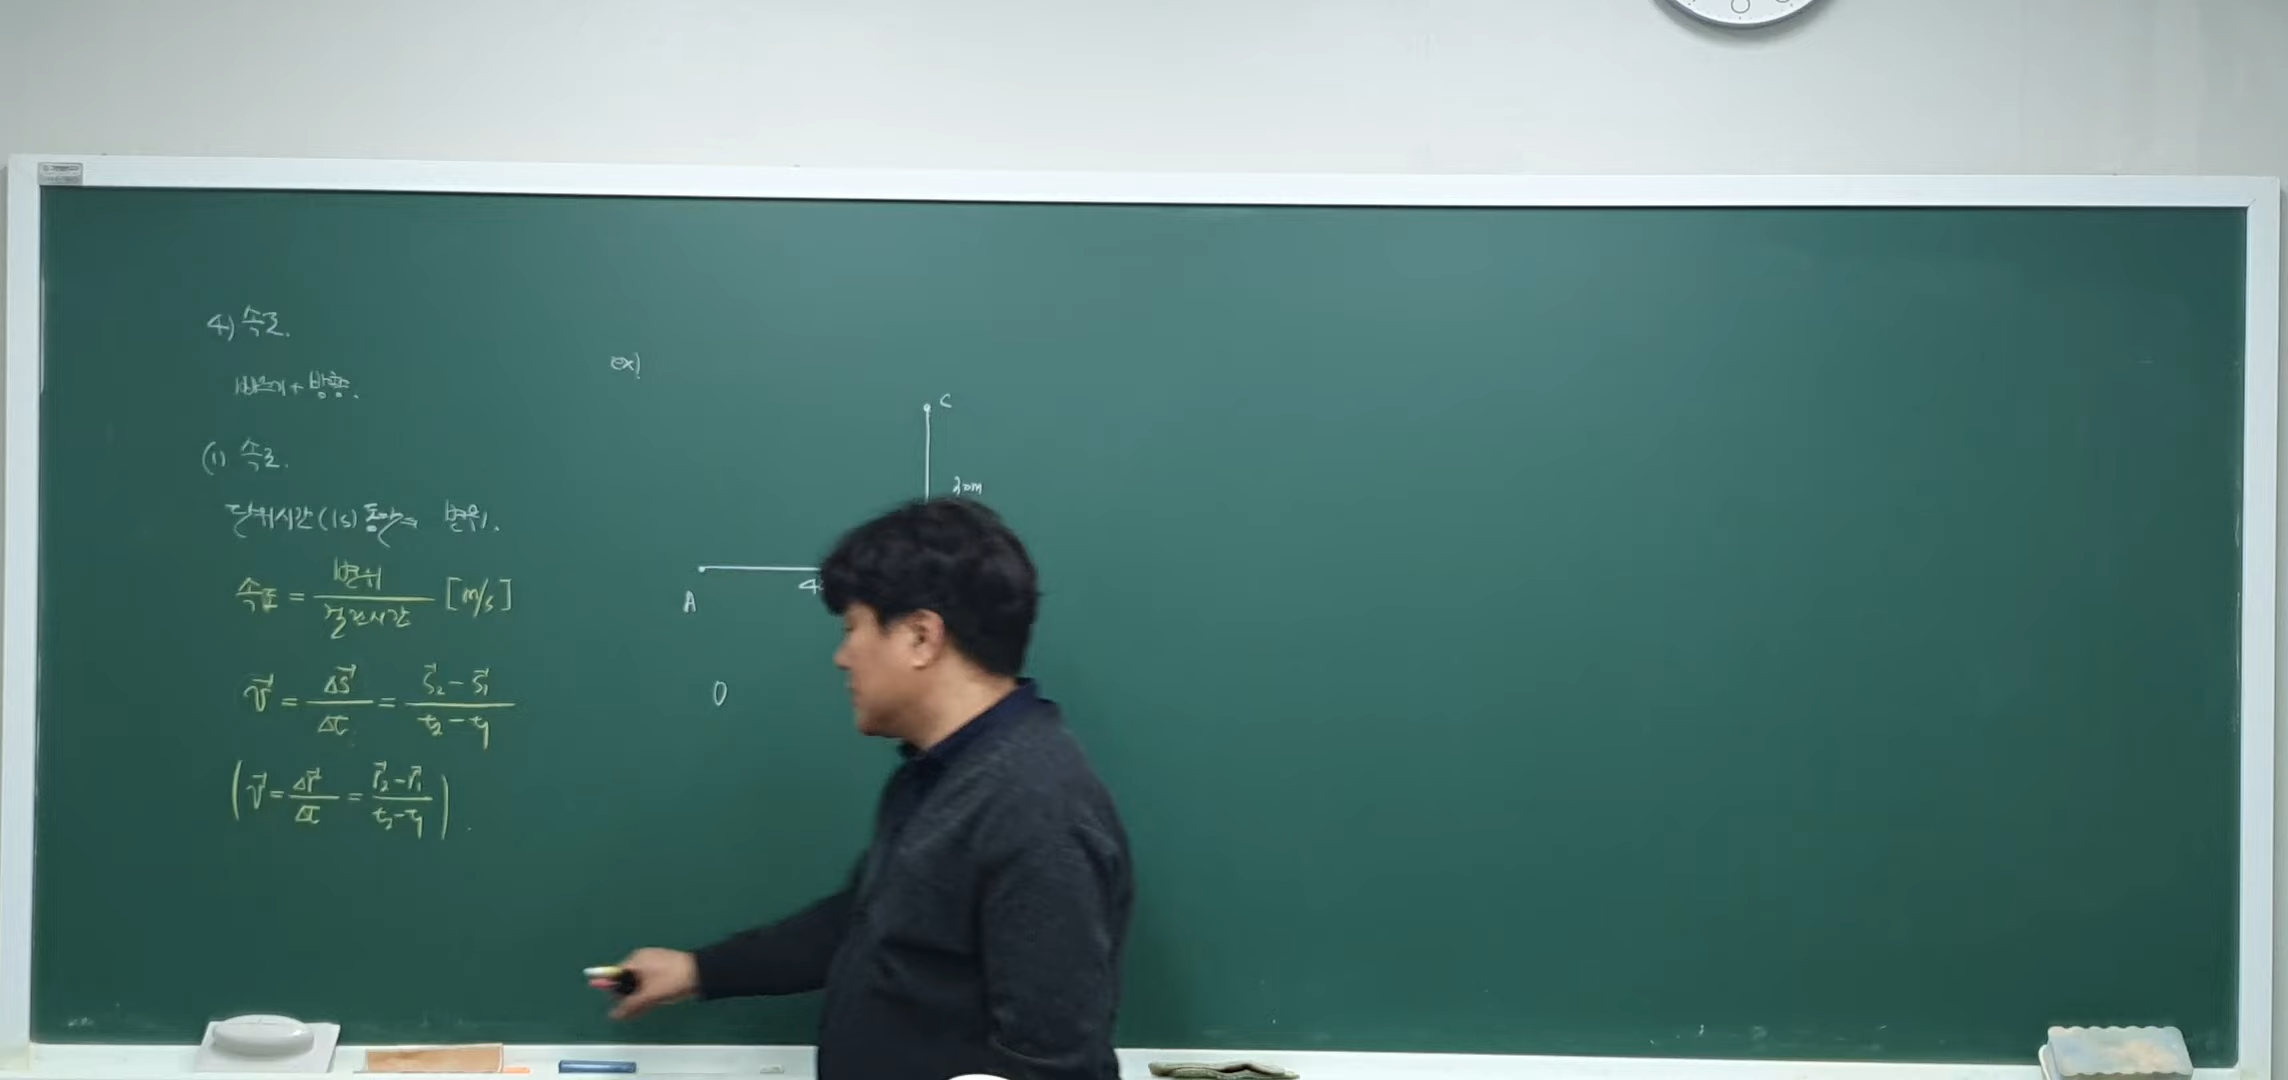 4) 속도.
빠르기 + 방향.
(1) 속도.
단위시간 (1s) 동안 변위.
속도 = 변위 / 걸린시간 [m/s]
v⃗ = Δs⃗ / Δt = s⃗₂ - s⃗₁ / t₂ - t₁
( v⃗ = Δr⃗ / Δt = r⃗₂ - r⃗₁ / t₂ - t₁ ).
ex)
C
30m
A
0